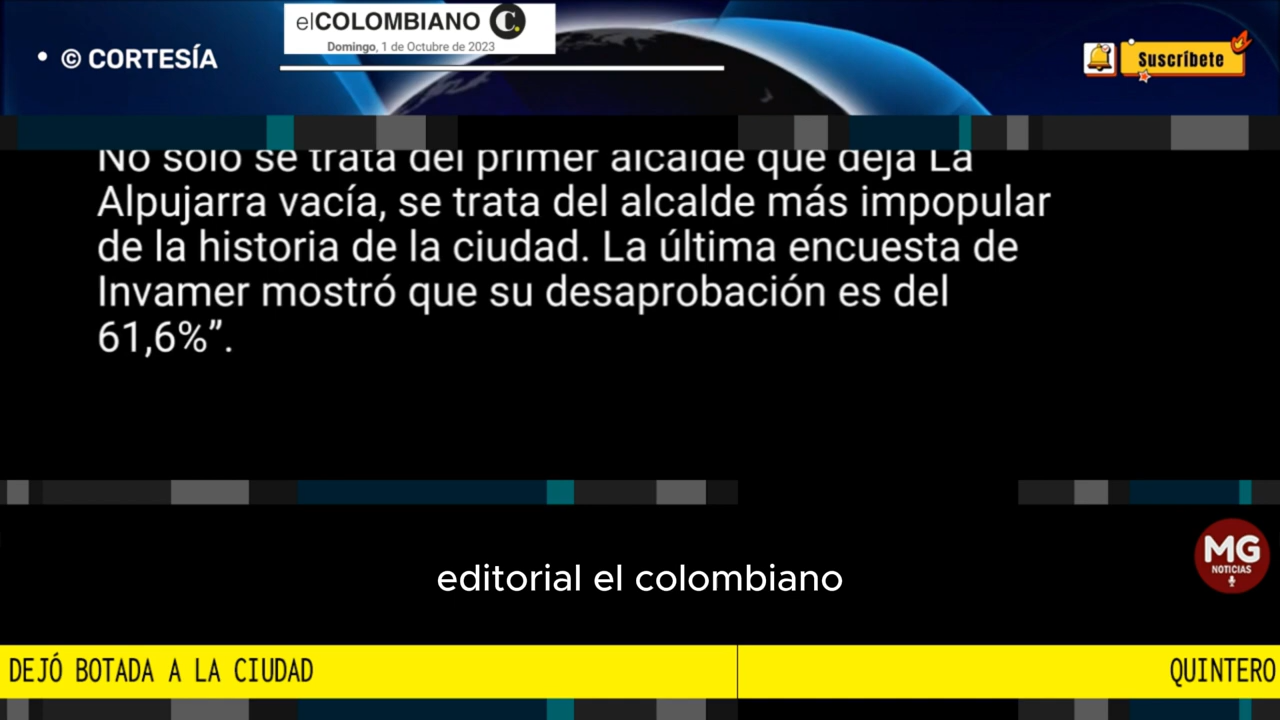 elCOLOMBIANO C.
Domingo, 1 de Octubre de 2023
• © CORTESÍA
Suscríbete
No solo se trata del primer alcalde que deja La
Alpujarra vacía, se trata del alcalde más impopular
de la historia de la ciudad. La última encuesta de
Invamer mostró que su desaprobación es del
61,6%”.
MG
NOTICIAS
editorial el colombiano
DEJÓ BOTADA A LA CIUDAD
QUINTERO